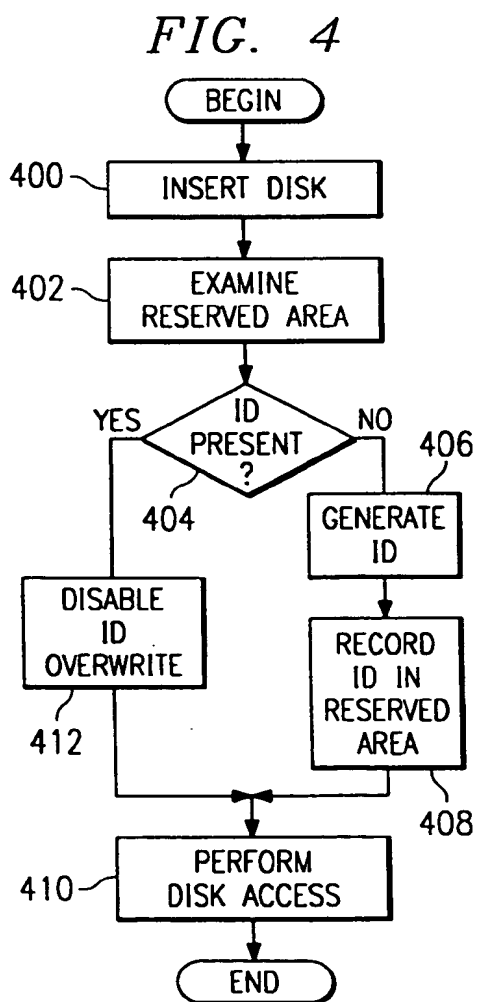 FIG. 4
BEGIN
400
INSERT DISK
402
EXAMINE
RESERVED AREA
YES
ID
PRESENT
?
NO
404
406
GENERATE
ID
DISABLE
ID
OVERWRITE
412
RECORD
ID IN
RESERVED
AREA
408
410
PERFORM
DISK ACCESS
END